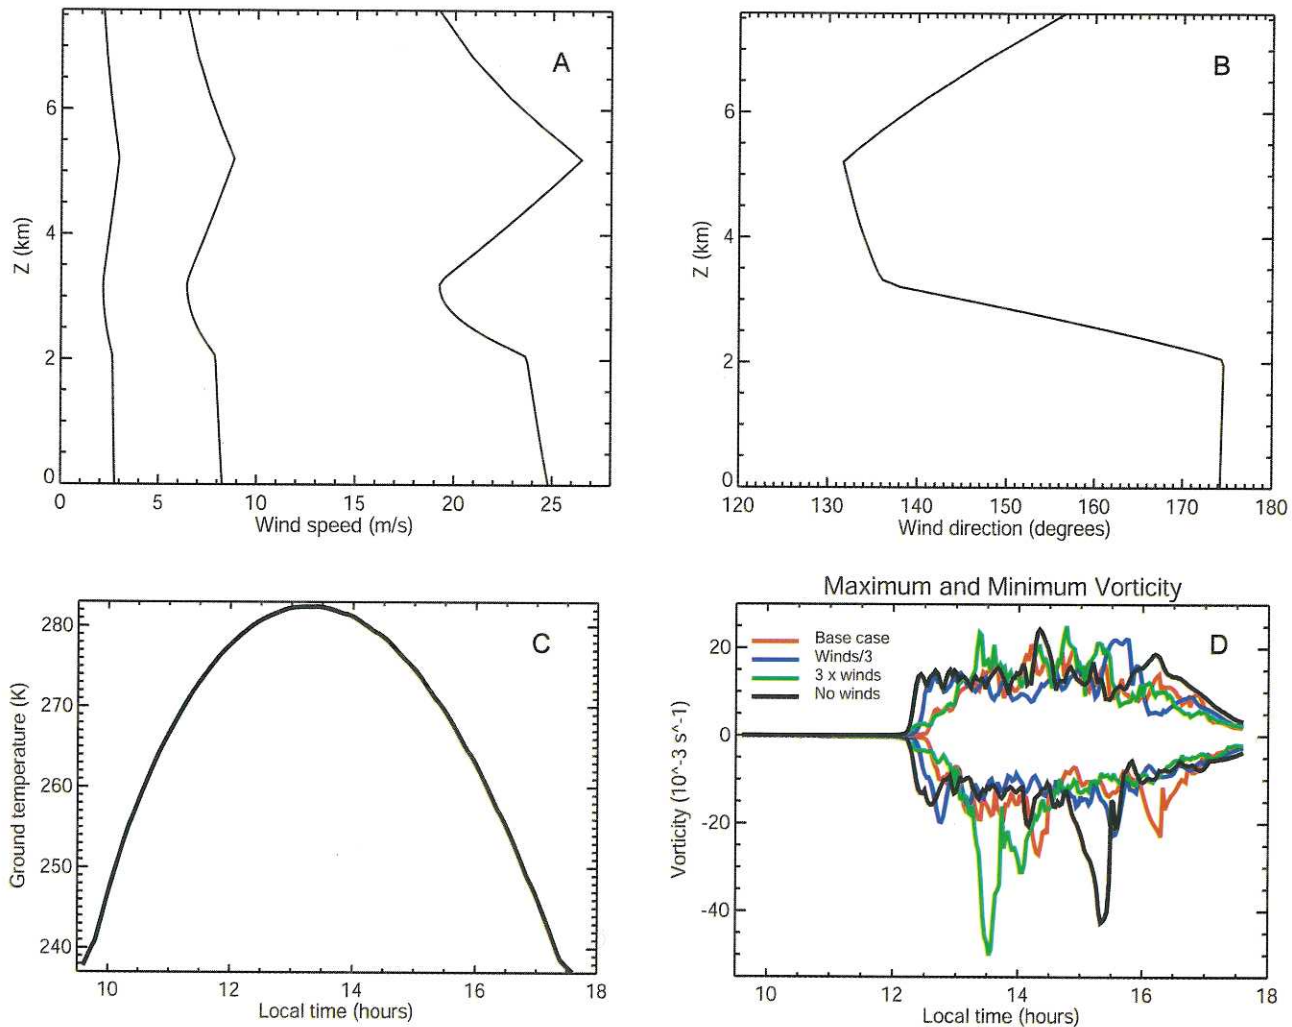 A
6
4
2
0
Z (km)
0 5 10 15 20 25
Wind speed (m/s)
B
6
4
2
0
Z (km)
120 130 140 150 160 170 180
Wind direction (degrees)
C
280
270
260
250
240
Ground temperature (K)
10 12 14 16 18
Local time (hours)
Maximum and Minimum Vorticity
D
Base case
Winds/3
3 x winds
No winds
20
0
-20
-40
Vorticity (10^-3 s^-1)
10 12 14 16 18
Local time (hours)